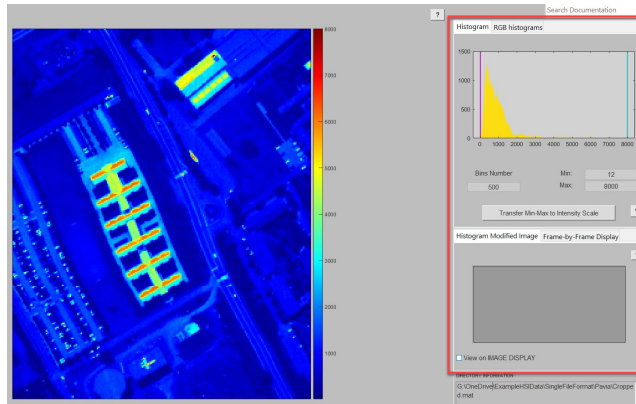 Search Documentation
?
Histogram RGB histograms
8000
7000
6000
5000
4000
3000
2000
1000
1500
1000
500
0
0 1000 2000 3000 4000 5000 6000 7000 8000
Bins Number
500
Min: 12
Max: 8000
Transfer Min-Max to Intensity Scale
Histogram Modified Image Frame-by-Frame Display
View on IMAGE DISPLAY
DIRECTORY INFORMATION
G:\OneDrive\ExampleHSIData\SingleFileFormat\Pavia\Croppe
d.mat